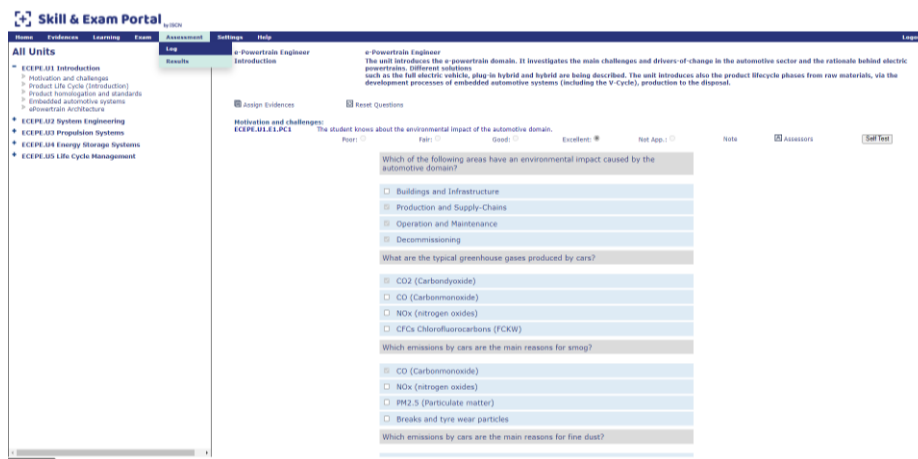 Skill & Exam Portal
by ISCN
Home Evidences Learning Exam Assessment Settings Help Logo
Log
Results
All Units
ECEPE.U1 Introduction
Motivation and challenges
Product Life Cycle (Introduction)
Product homologation and standards
Embedded automotive systems
ePowertrain Architecture
ECEPE.U2 System Engineering
ECEPE.U3 Propulsion Systems
ECEPE.U4 Energy Storage Systems
ECEPE.U5 Life Cycle Management
e-Powertrain Engineer
Introduction
e-Powertrain Engineer
The unit introduces the e-powertrain domain. It investigates the main challenges and drivers-of-change in the automotive sector and the rationale behind electric
powertrains. Different solutions
such as the full electric vehicle, plug-in hybrid and hybrid are being described. The unit introduces also the product lifecycle phases from raw materials, via the
development processes of embedded automotive systems (including the V-Cycle), production to the disposal.
Assign Evidences Reset Questions
Motivation and challenges:
ECEPE.U1.E1.PC1 The student knows about the environmental impact of the automotive domain.
Poor: Fair: Good: Excellent: Not App.: Note Assessors Self Test
Which of the following areas have an environmental impact caused by the
automotive domain?
Buildings and Infrastructure
Production and Supply-Chains
Operation and Maintenance
Decommissioning
What are the typical greenhouse gases produced by cars?
CO2 (Carbondyoxide)
CO (Carbonmonoxide)
NOx (nitrogen oxides)
CFCs Chlorofluorocarbons (FCKW)
Which emissions by cars are the main reasons for smog?
CO (Carbonmonoxide)
NOx (nitrogen oxides)
PM2.5 (Particulate matter)
Breaks and tyre wear particles
Which emissions by cars are the main reasons for fine dust?